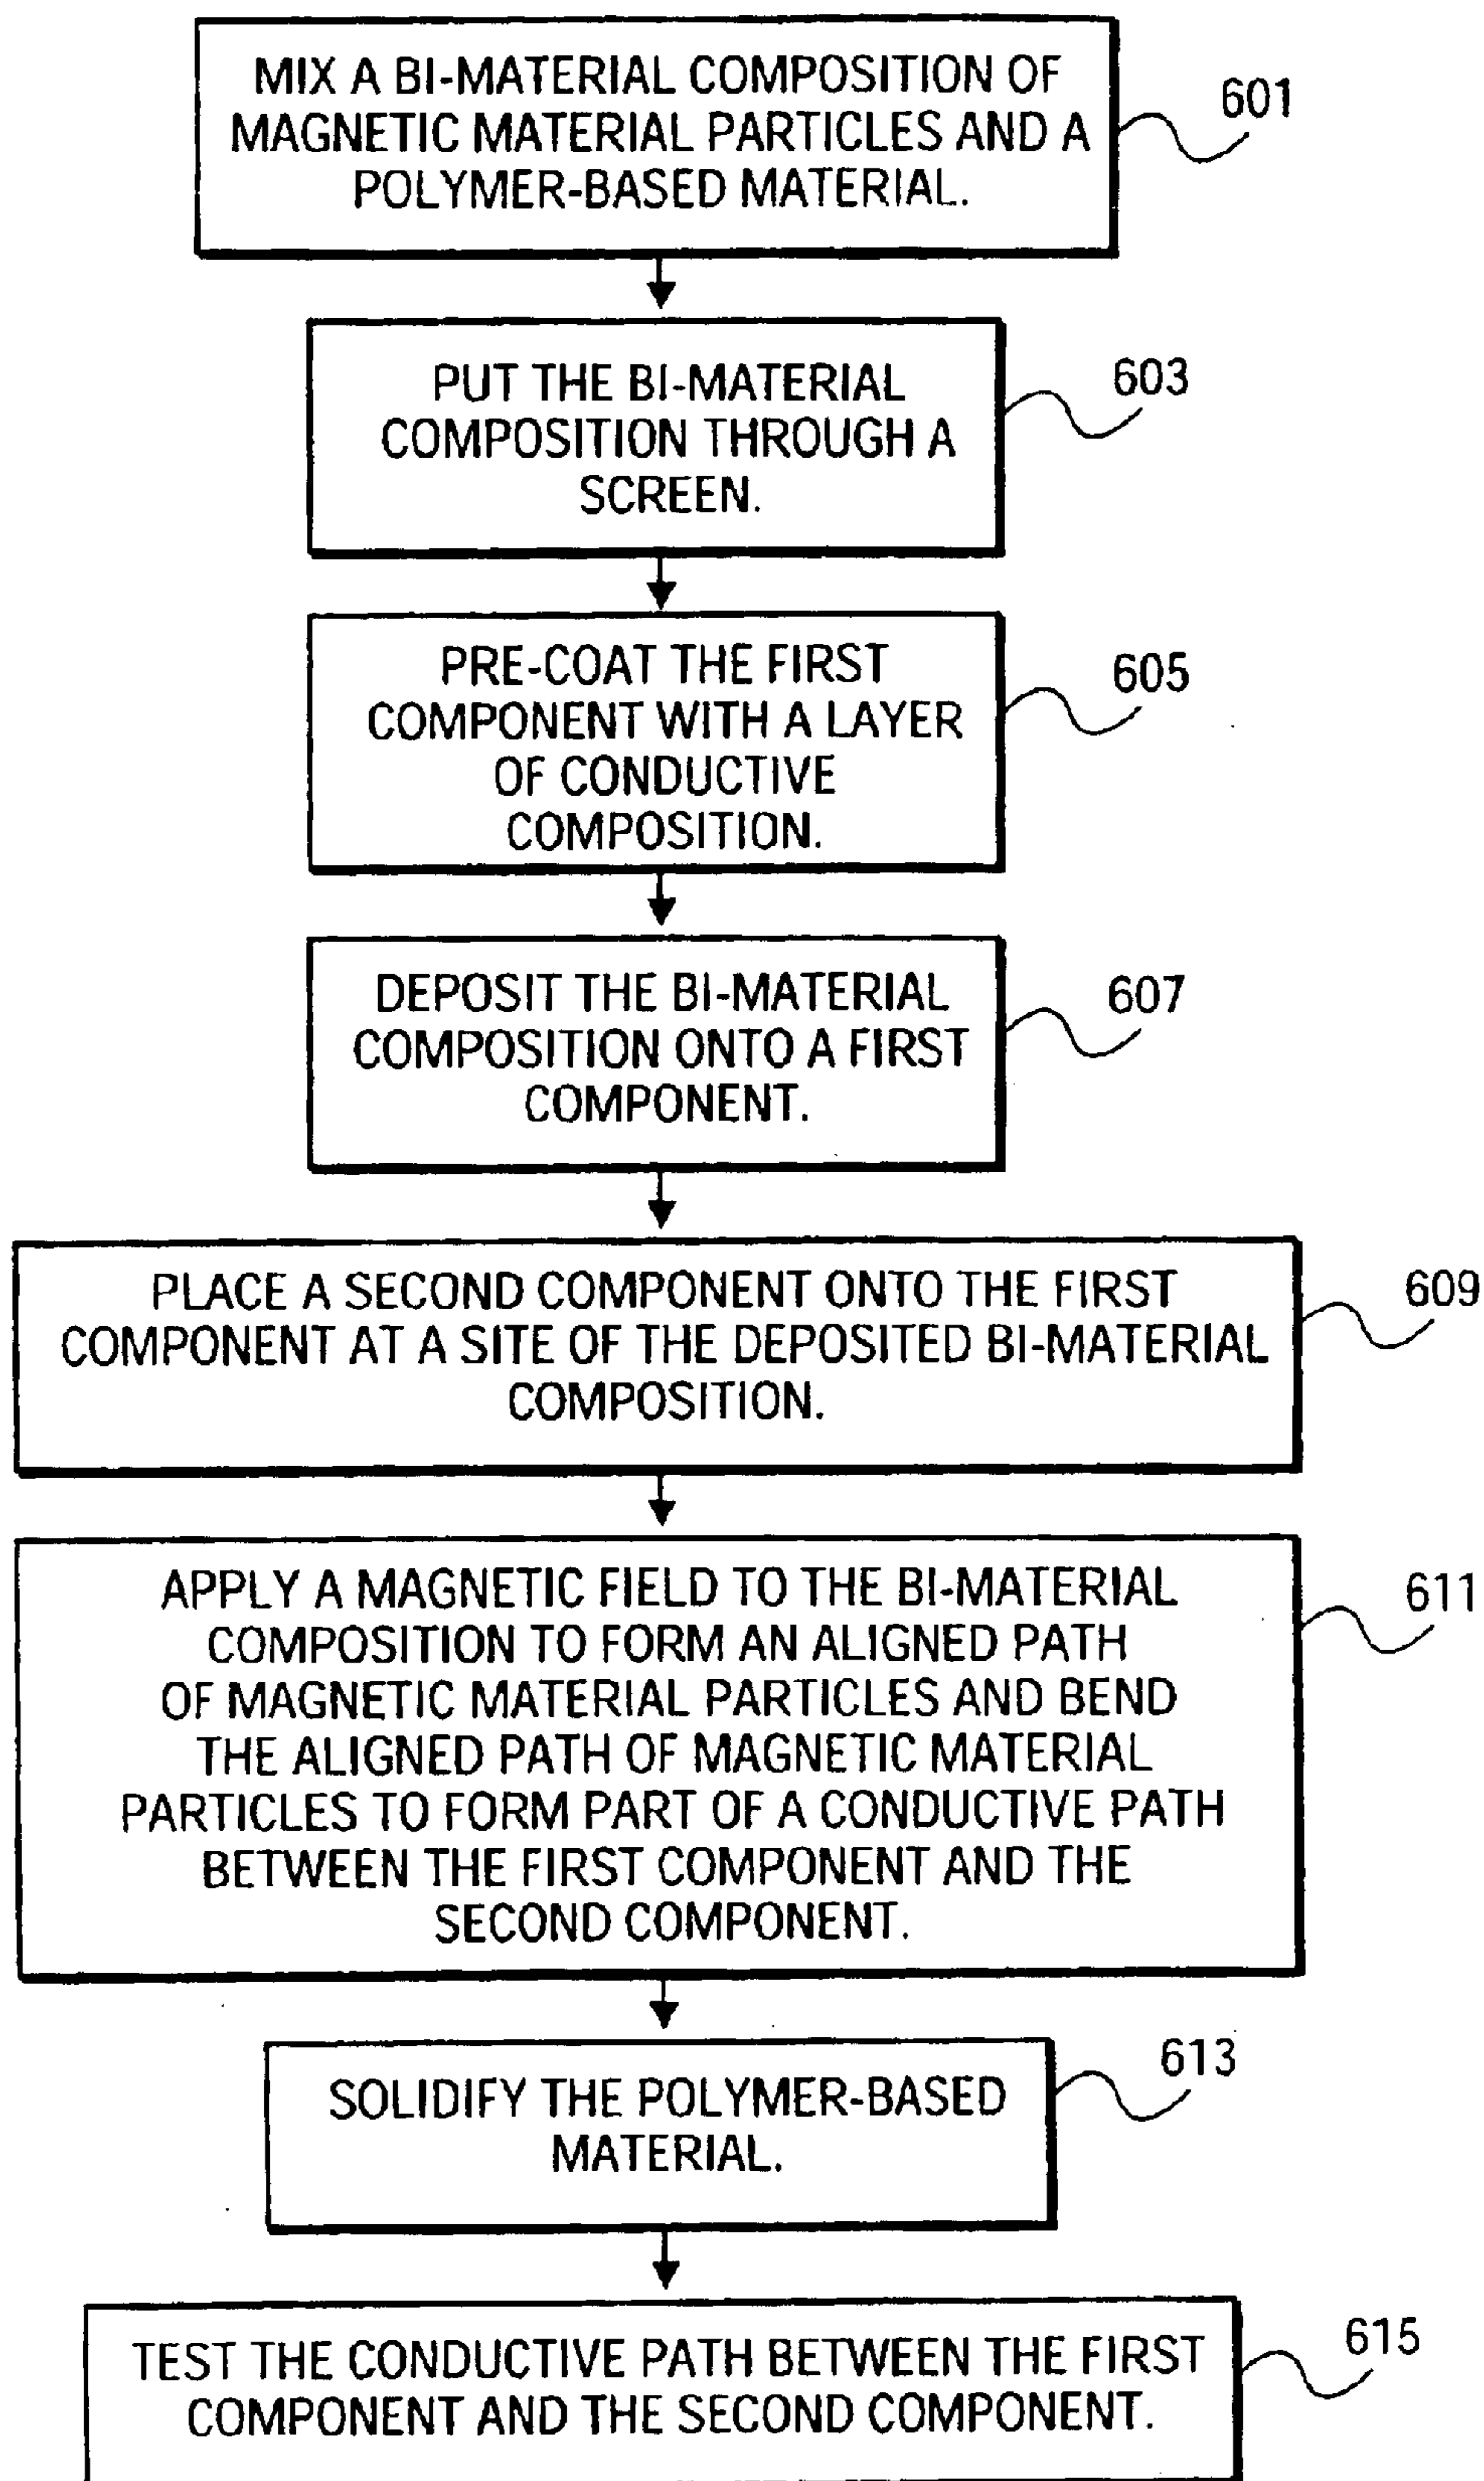 MIX A BI-MATERIAL COMPOSITION OF
MAGNETIC MATERIAL PARTICLES AND A
POLYMER-BASED MATERIAL.
601
PUT THE BI-MATERIAL
COMPOSITION THROUGH A
SCREEN.
603
PRE-COAT THE FIRST
COMPONENT WITH A LAYER
OF CONDUCTIVE
COMPOSITION.
605
DEPOSIT THE BI-MATERIAL
COMPOSITION ONTO A FIRST
COMPONENT.
607
PLACE A SECOND COMPONENT ONTO THE FIRST
COMPONENT AT A SITE OF THE DEPOSITED BI-MATERIAL
COMPOSITION.
609
APPLY A MAGNETIC FIELD TO THE BI-MATERIAL
COMPOSITION TO FORM AN ALIGNED PATH
OF MAGNETIC MATERIAL PARTICLES AND BEND
THE ALIGNED PATH OF MAGNETIC MATERIAL
PARTICLES TO FORM PART OF A CONDUCTIVE PATH
BETWEEN THE FIRST COMPONENT AND THE
SECOND COMPONENT.
611
SOLIDIFY THE POLYMER-BASED
MATERIAL.
613
TEST THE CONDUCTIVE PATH BETWEEN THE FIRST
COMPONENT AND THE SECOND COMPONENT.
615